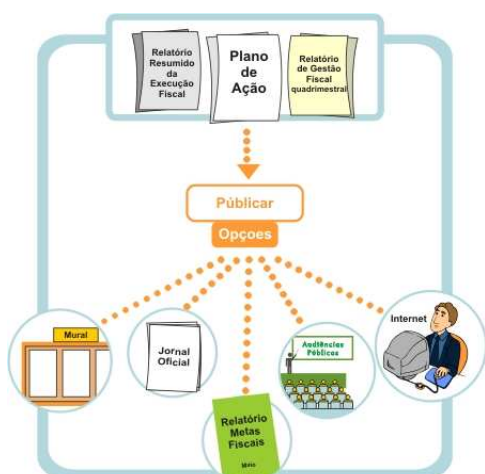 Relatório
Resumido
da
Execução
Fiscal
Plano
de
Ação
Relatório
de Gestão
Fiscal
quadrimestral
Públicar
Opçoes
Mural
Jornal
Oficial
Relatório
Metas
Fiscais
Audiências
Públicas
Internet